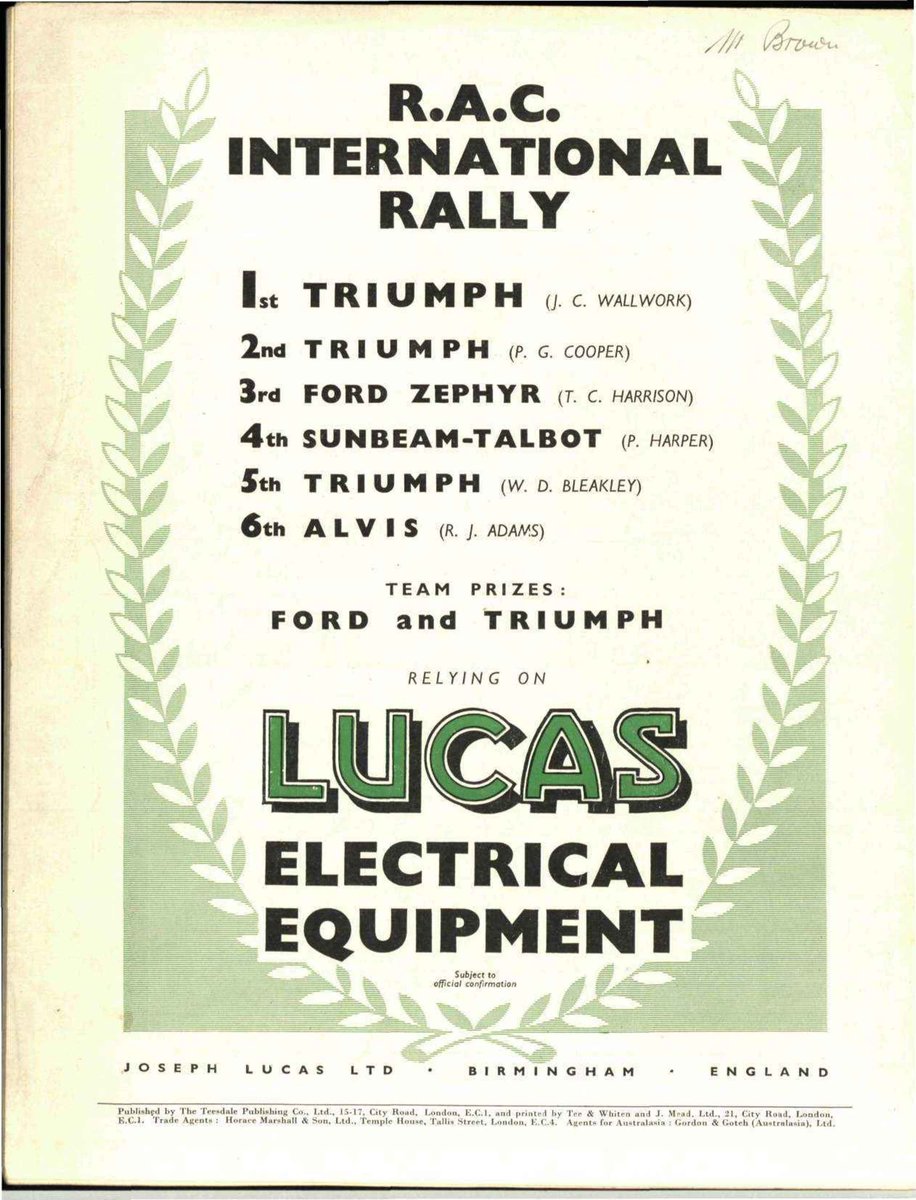 Mr Brown
R.A.C.
INTERNATIONAL
RALLY
1st TRIUMPH (J. C. WALLWORK)
2nd TRIUMPH (P. G. COOPER)
3rd FORD ZEPHYR (T. C. HARRISON)
4th SUNBEAM-TALBOT (P. HARPER)
5th TRIUMPH (W. D. BLEAKLEY)
6th ALVIS (R. J. ADAMS)
TEAM PRIZES:
FORD and TRIUMPH
RELYING ON
LUCAS
ELECTRICAL
EQUIPMENT
Subject to
official confirmation
JOSEPH LUCAS LTD · BIRMINGHAM · ENGLAND
Published by The Teesdale Publishing Co., Ltd., 15-17, City Road, London, E.C.1, and printed by Tee & Whiten and J. Mead, Ltd., 21, City Road, London,
E.C.1. Trade Agents : Horace Marshall & Son, Ltd., Temple House, Tallis Street, London, E.C.4. Agents for Australasia : Gordon & Gotch (Australasia), Ltd.